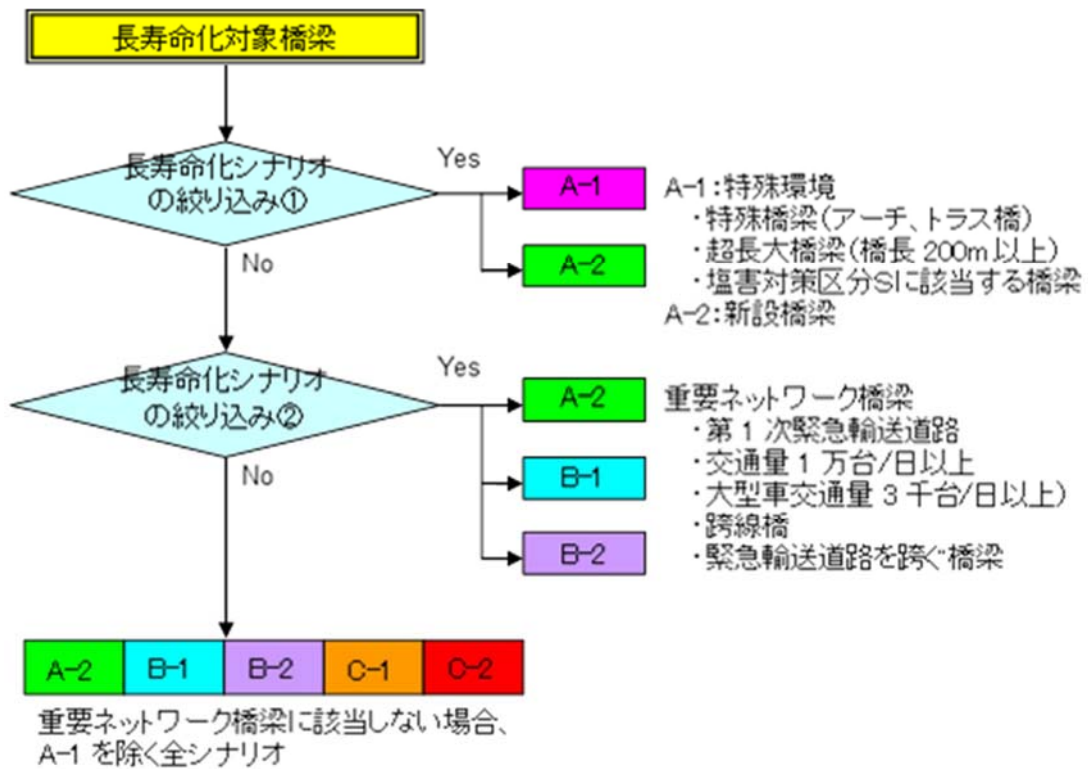 長寿命化対象橋梁
長寿命化シナリオ
の絞り込み①
Yes
No
A-1
A-2
A-1:特殊環境
・特殊橋梁(アーチ、トラス橋)
・超長大橋梁(橋長 200m 以上)
・塩害対策区分Sに該当する橋梁
A-2:新設橋梁
長寿命化シナリオ
の絞り込み②
Yes
No
A-2
B-1
B-2
重要ネットワーク橋梁
・第 1 次緊急輸送道路
・交通量 1 万台/日以上
・大型車交通量 3 千台/日以上)
・跨線橋
・緊急輸送道路を跨ぐ橋梁
A-2 B-1 B-2 C-1 C-2
重要ネットワーク橋梁に該当しない場合、
A-1 を除く全シナリオ